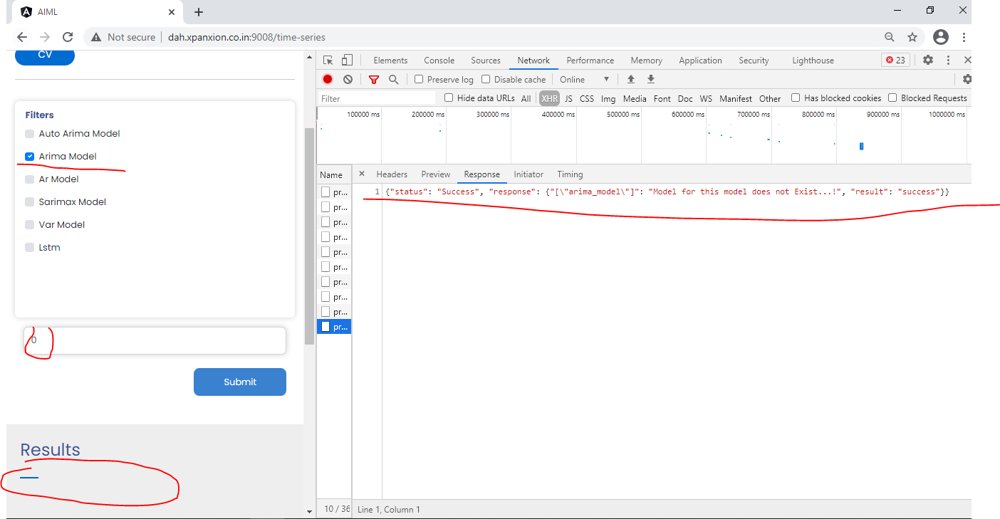 AIML
Not secure dah.xpanxion.co.in:9008/time-series
CV
Filters
Auto Arima Model
Arima Model
Ar Model
Sarimax Model
Var Model
Lstm
0
Submit
Results
Elements Console Sources Network Performance Memory Application Security Lighthouse 23
Preserve log Disable cache Online
Filter Hide data URLs All XHR JS CSS Img Media Font Doc WS Manifest Other Has blocked cookies Blocked Requests
100000 ms 200000 ms 300000 ms 400000 ms 500000 ms 600000 ms 700000 ms 800000 ms 900000 ms 1000000 ms
Name Headers Preview Response Initiator Timing
pr...
pr...
pr...
pr...
pr...
pr...
pr...
pr...
pr...
pr...
1 {"status": "Success", "response": {"[\"arima_model\"]": "Model for this model does not Exist...!", "result": "success"}}
10 / 36 Line 1, Column 1